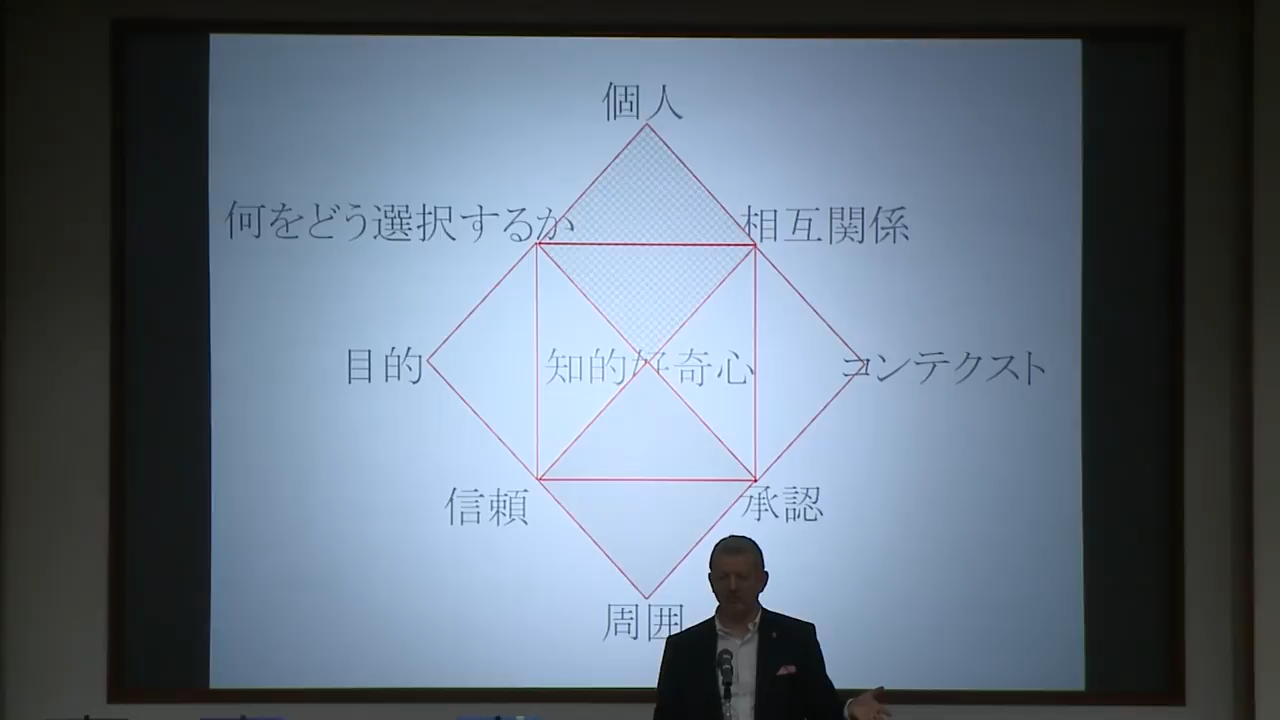 個人
何をどう選択するか
相互関係
目的
知的好奇心
コンテクスト
信頼
承認
周囲